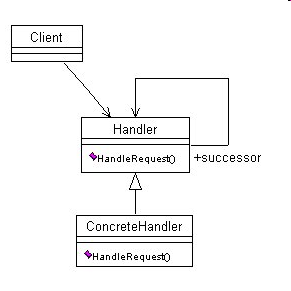 Client
Handler
HandleRequest()
+successor
ConcreteHandler
HandleRequest()